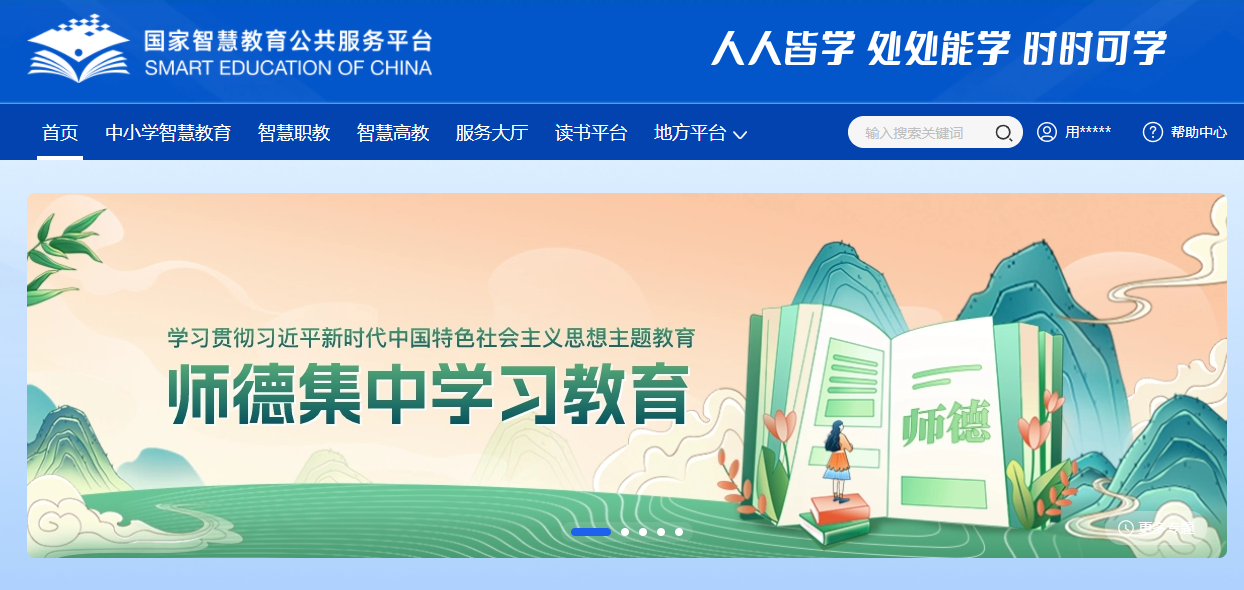 国家智慧教育公共服务平台
SMART EDUCATION OF CHINA
人人皆学 处处能学 时时可学
首页 中小学智慧教育 智慧职教 智慧高教 服务大厅 读书平台 地方平台 输入搜索关键词 用***** 帮助中心
学习贯彻习近平新时代中国特色社会主义思想主题教育
师德集中学习教育
师德